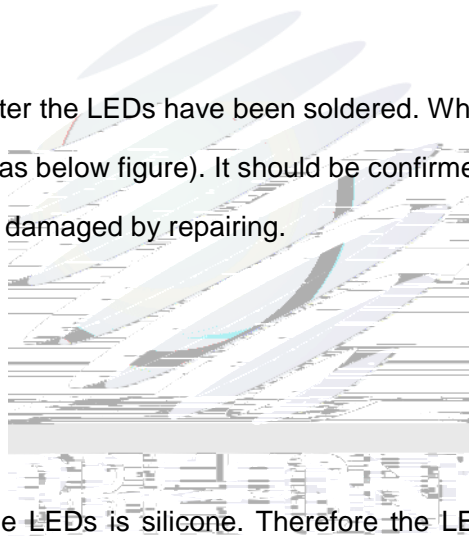 ter the LEDs have been soldered. Wh
as below figure). It should be confirme
damaged by repairing.
e LEDs is silicone. Therefore the LE